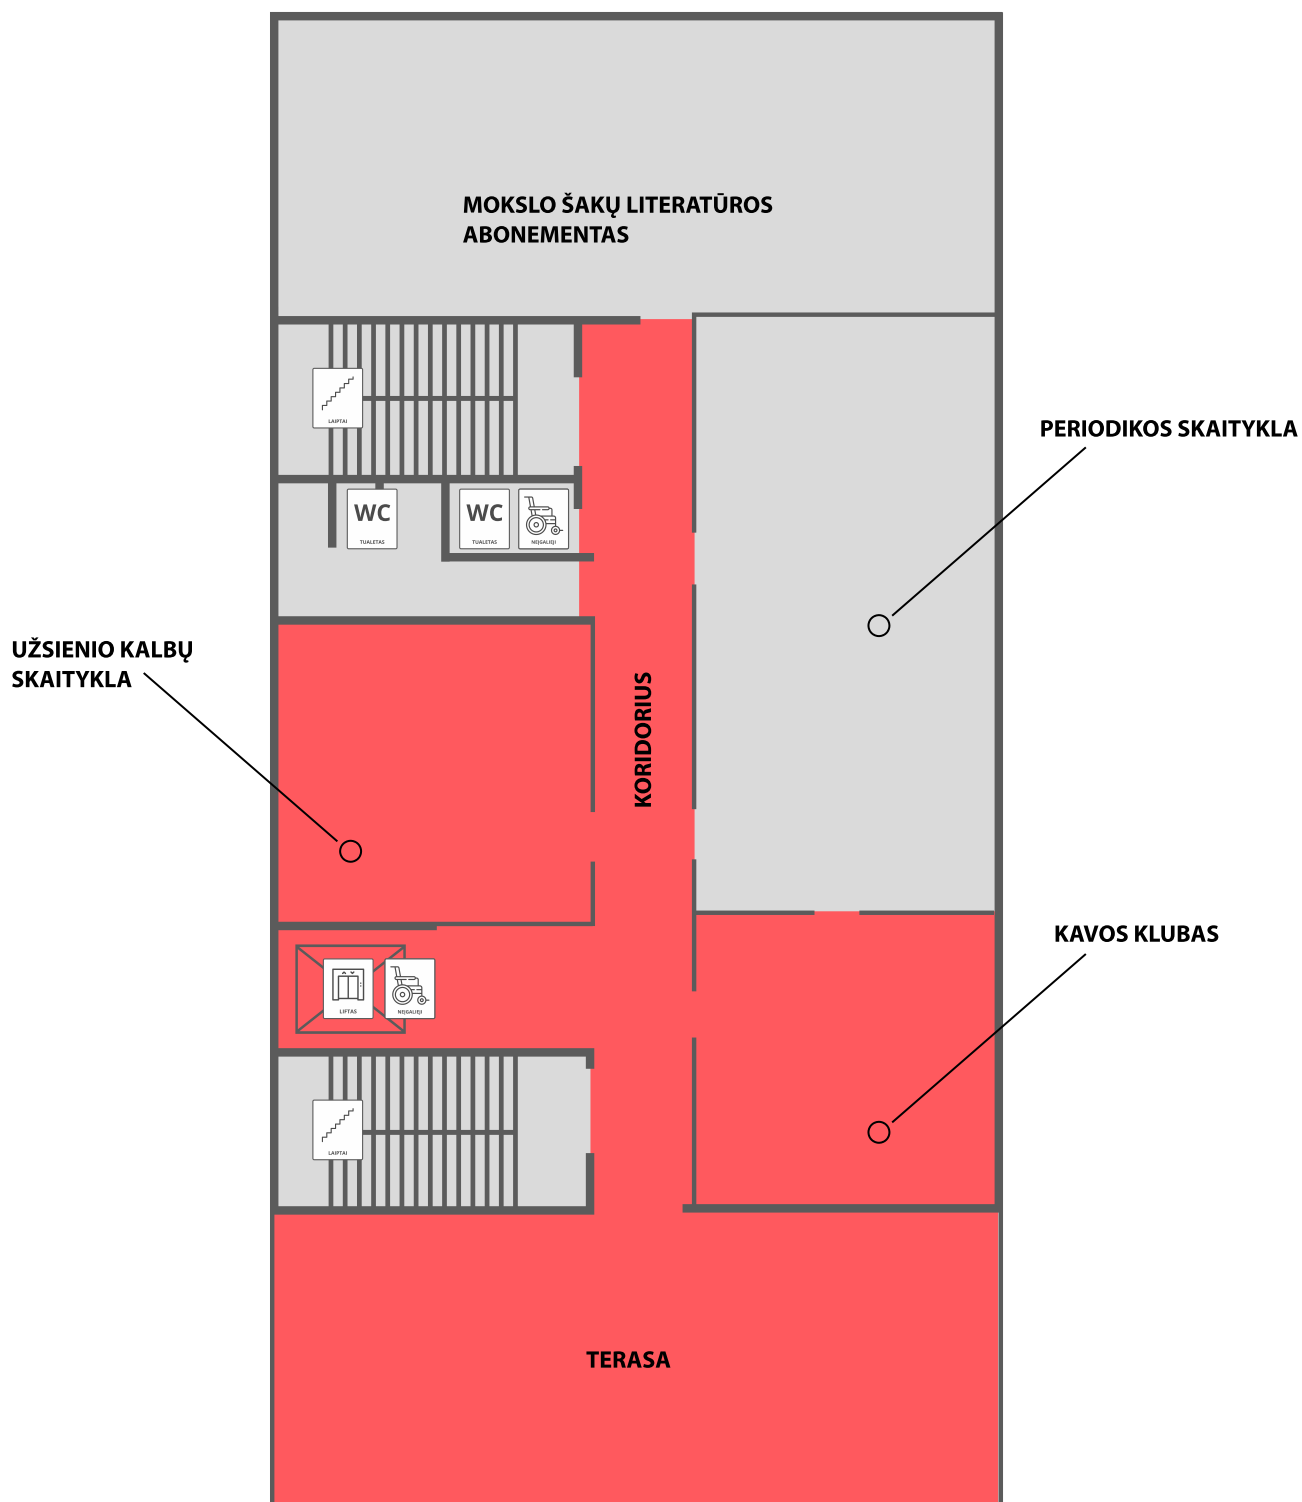 MOKSLO ŠAKŲ LITERATŪROS
ABONEMENTAS
LAIPTAI
PERIODIKOS SKAITYKLA
WC
TUALETAS
WC
TUALETAS
NEĮGALIEJI
UŽSIENIO KALBŲ
SKAITYKLA
KORIDORIUS
KAVOS KLUBAS
LIFTAS
NEĮGALIEJI
LAIPTAI
TERASA